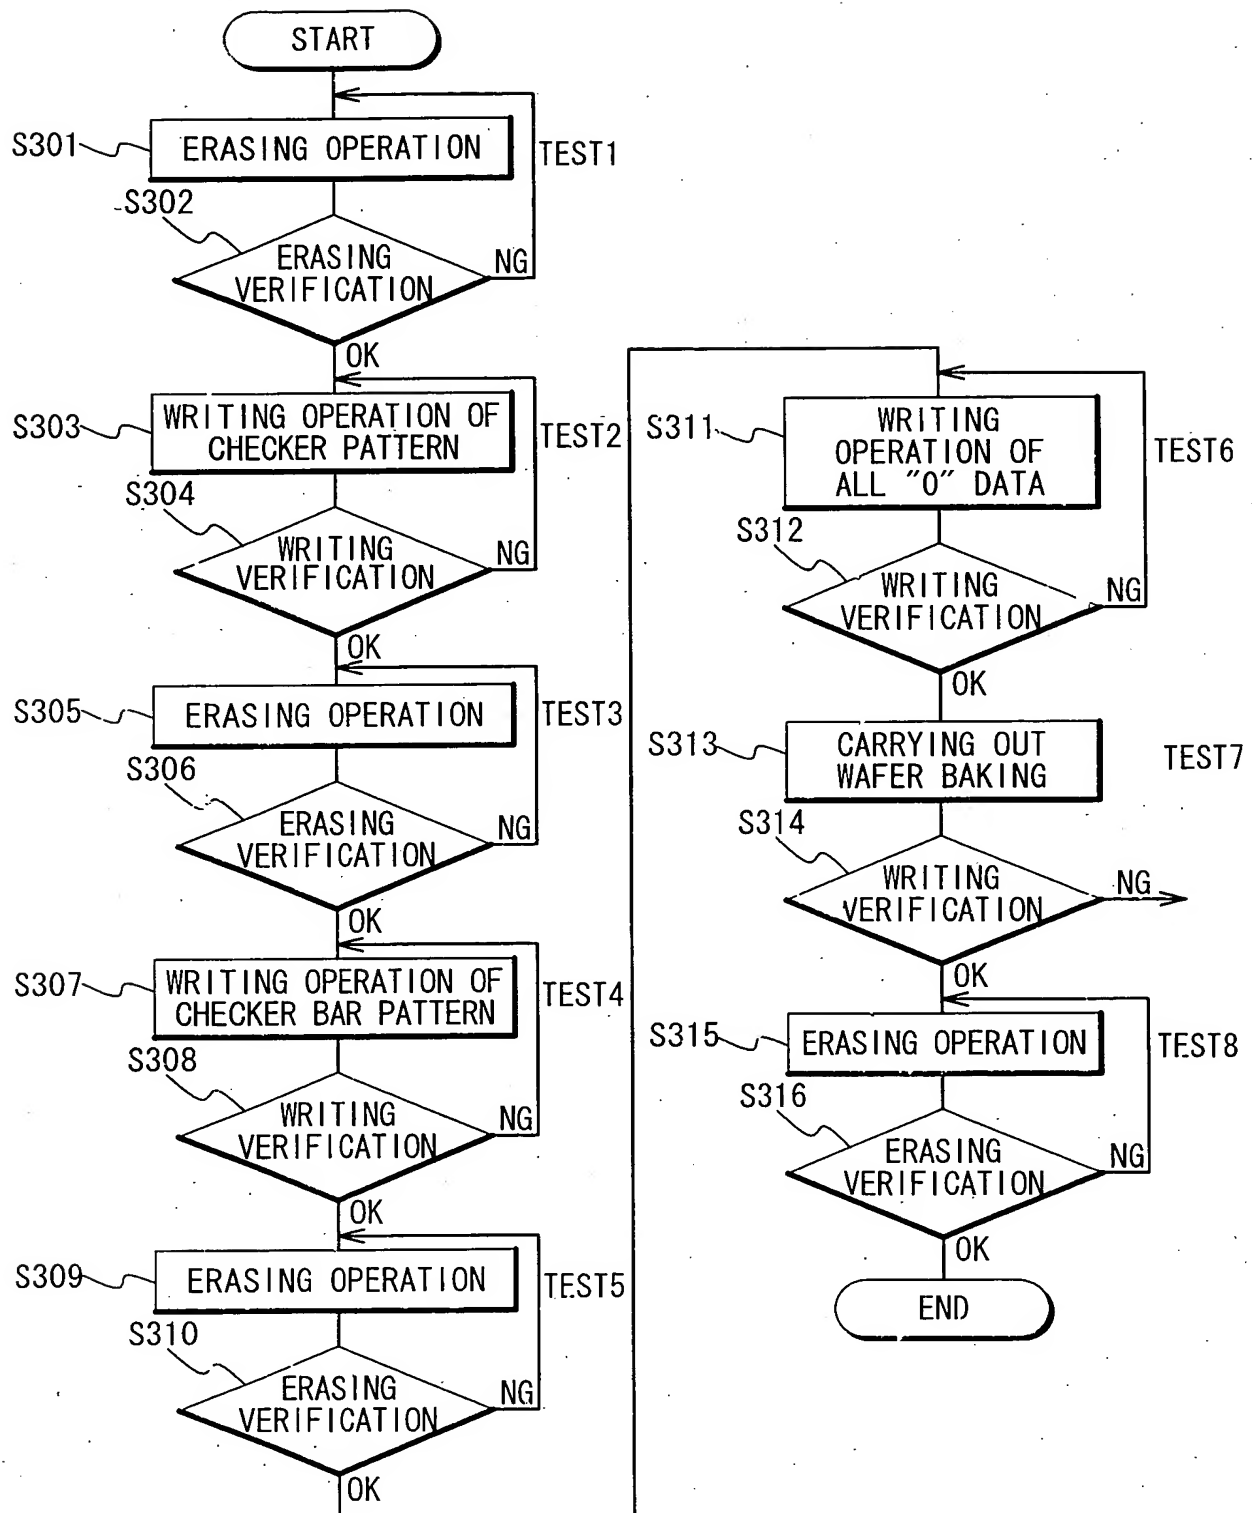 START
S301
ERASING OPERATION
TEST1
S302
ERASING
VERIFICATION
NG
OK
S303
WRITING OPERATION OF
CHECKER PATTERN
TEST2
S304
WRITING
VERIFICATION
NG
OK
S305
ERASING OPERATION
TEST3
S306
ERASING
VERIFICATION
NG
OK
S307
WRITING OPERATION OF
CHECKER BAR PATTERN
TEST4
S308
WRITING
VERIFICATION
NG
OK
S309
ERASING OPERATION
TEST5
S310
ERASING
VERIFICATION
NG
OK
S311
WRITING
OPERATION OF
ALL "0" DATA
TEST6
S312
WRITING
VERIFICATION
NG
OK
S313
CARRYING OUT
WAFER BAKING
TEST7
S314
WRITING
VERIFICATION
NG
OK
S315
ERASING OPERATION
TEST8
S316
ERASING
VERIFICATION
NG
OK
END